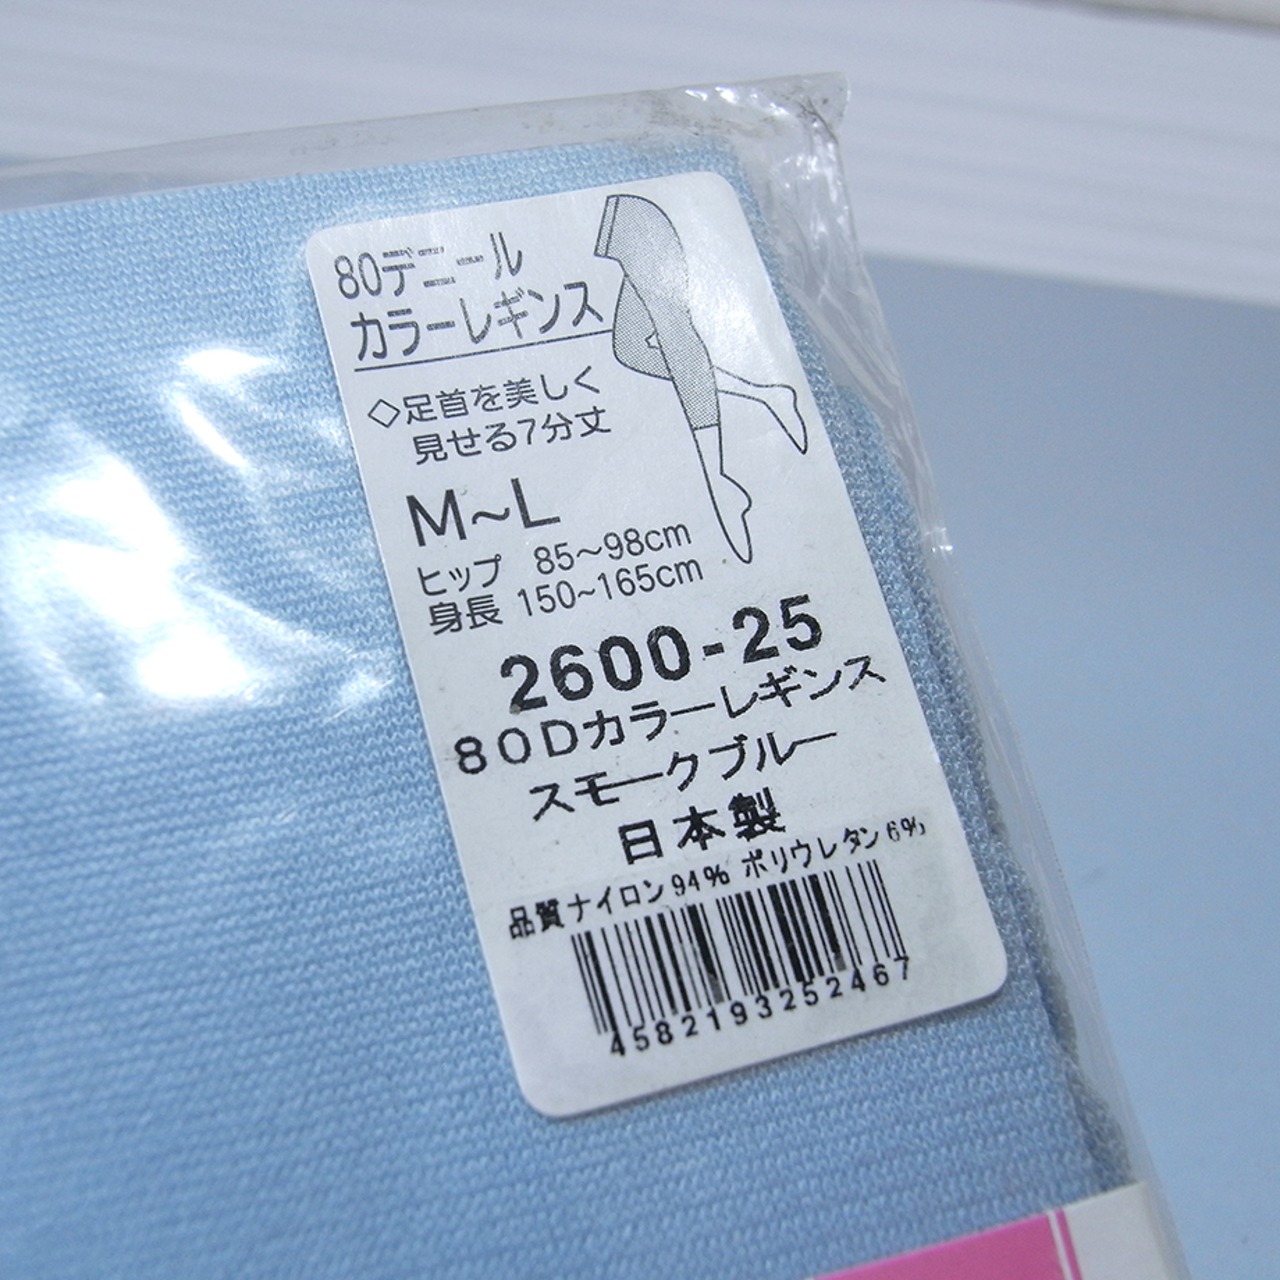 80デニール
カラーレギンス
◇足首を美しく
見せる7分丈
M~L
ヒップ 85~98cm
身長 150~165cm
2600-25
80Dカラーレギンス
スモークブルー
日本製
品質ナイロン94% ポリウレタン6%
4582193252467